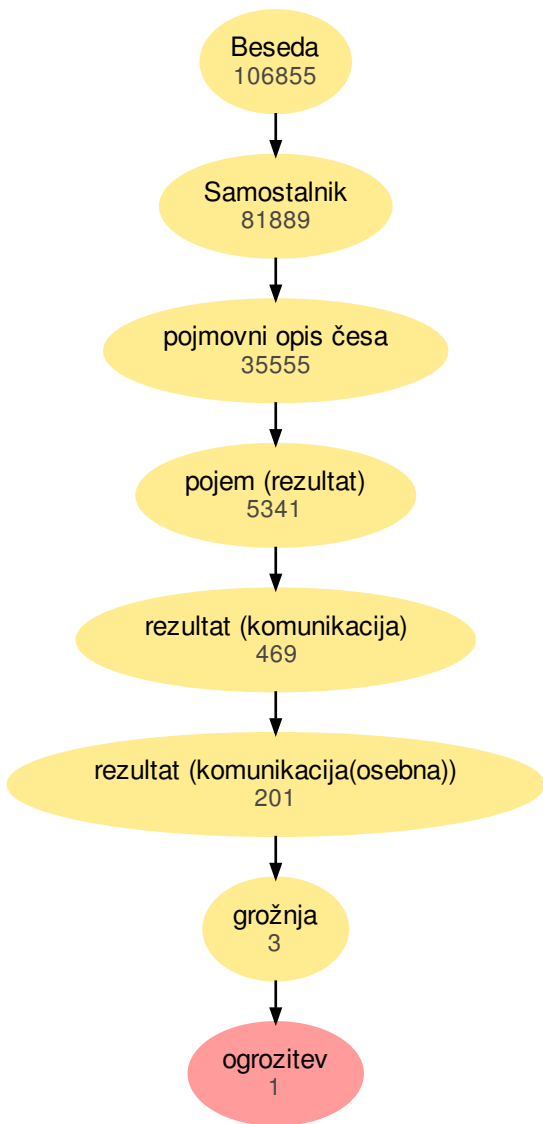 Beseda
106855
Samostalnik
81889
pojmovni opis česa
35555
pojem (rezultat)
5341
rezultat (komunikacija)
469
rezultat (komunikacija(osebna))
201
grožnja
3
ogrozitev
1